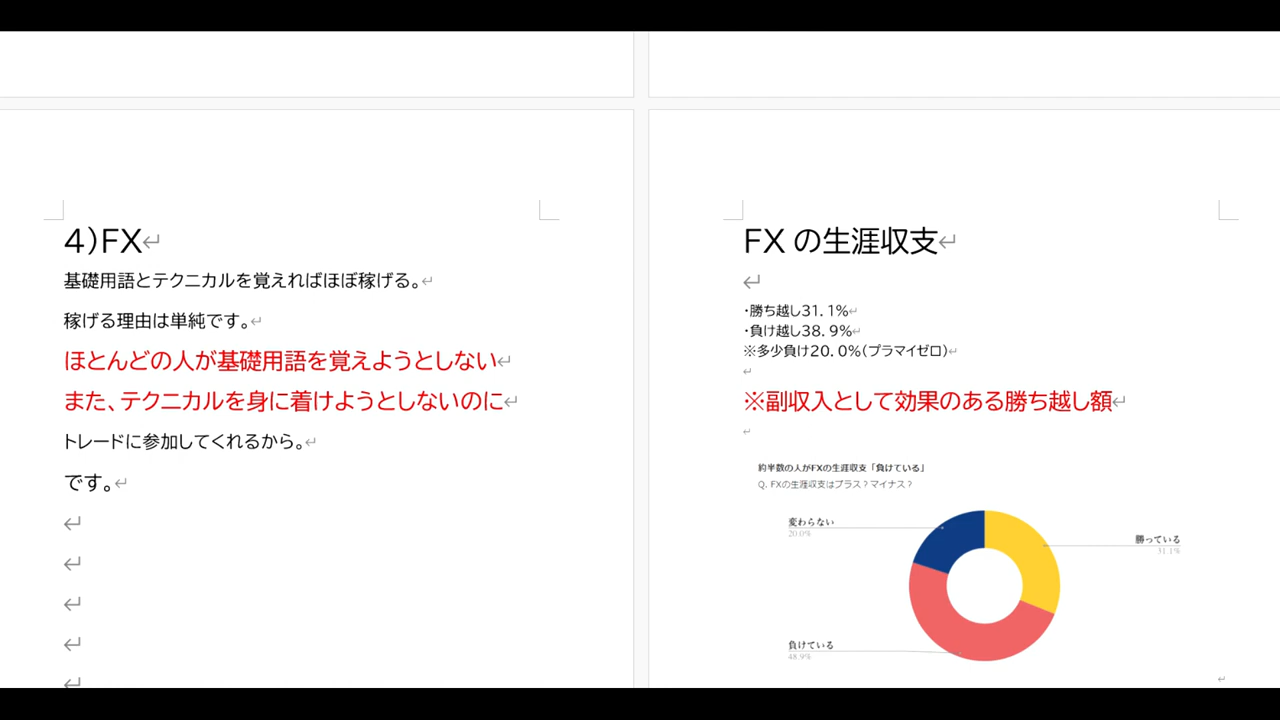 4)FX
基礎用語とテクニカルを覚えればほぼ稼げる。
稼げる理由は単純です。
ほとんどの人が基礎用語を覚えようとしない
また、テクニカルを身に着けようとしないのに
トレードに参加してくれるから。
です。
FX の生涯収支
・勝ち越し31.1%
・負け越し38.9%
※多少負け20.0%(プラマイゼロ)
※副収入として効果のある勝ち越し額
約半数の人がFXの生涯収支「負けている」
Q. FXの生涯収支はプラス？マイナス？
変わらない
20.0%
勝っている
31.1%
負けている
48.9%